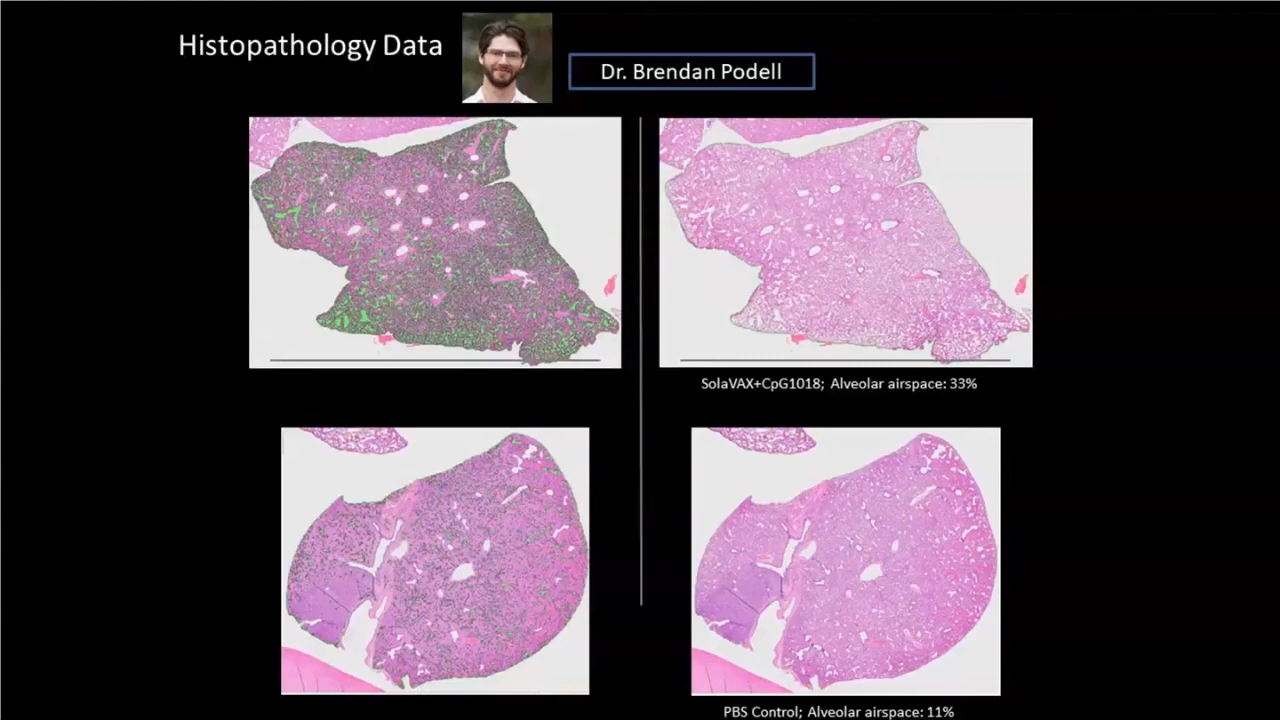 Histopathology Data
Dr. Brendan Podell
SolaVAX+CpG1018; Alveolar airspace: 33%
PBS Control; Alveolar airspace: 11%